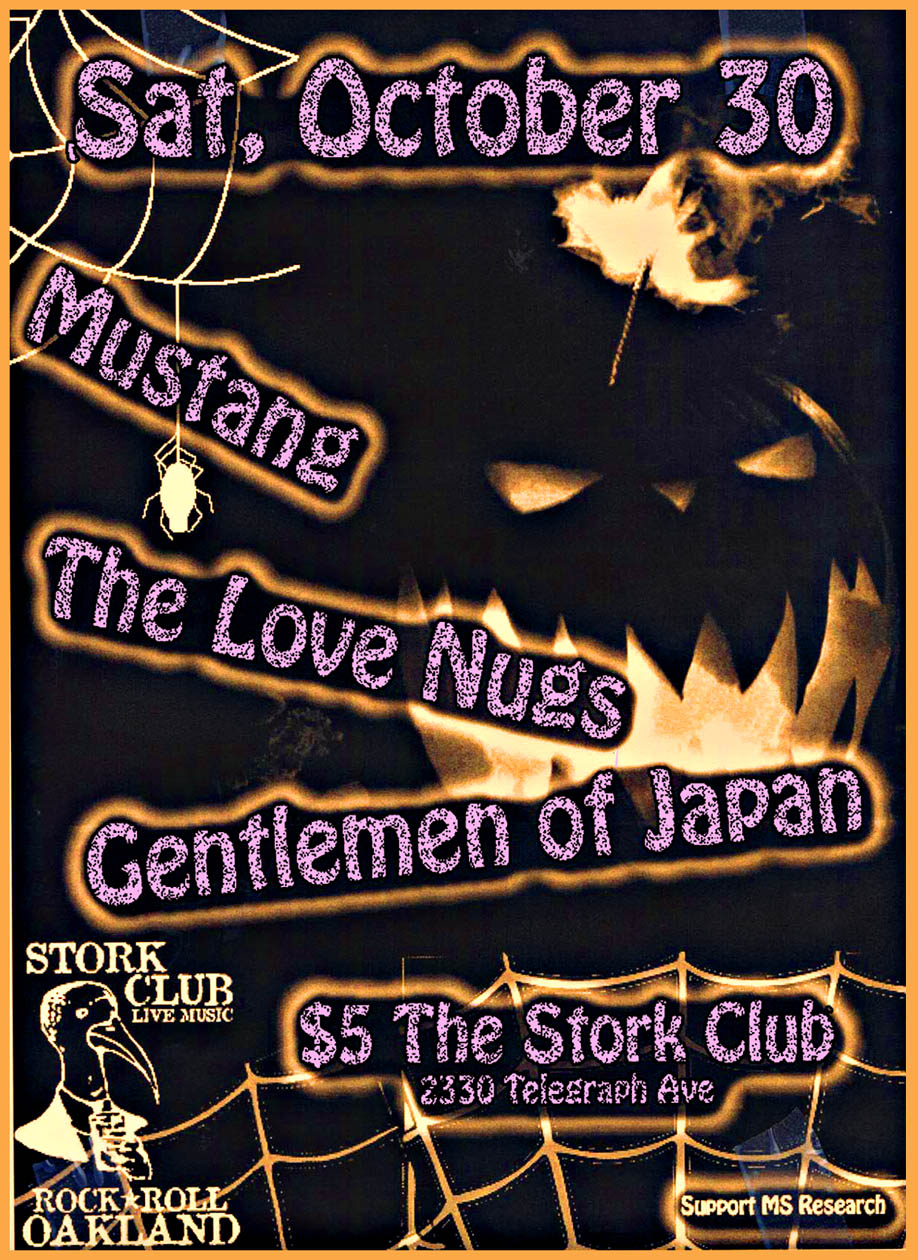 Sat, October 30
Mustang
The Love Nugs
Gentlemen of Japan
STORK
CLUB
LIVE MUSIC
$5 The Stork Club
2330 Telegraph Ave
ROCK★ROLL
OAKLAND
Support MS Research